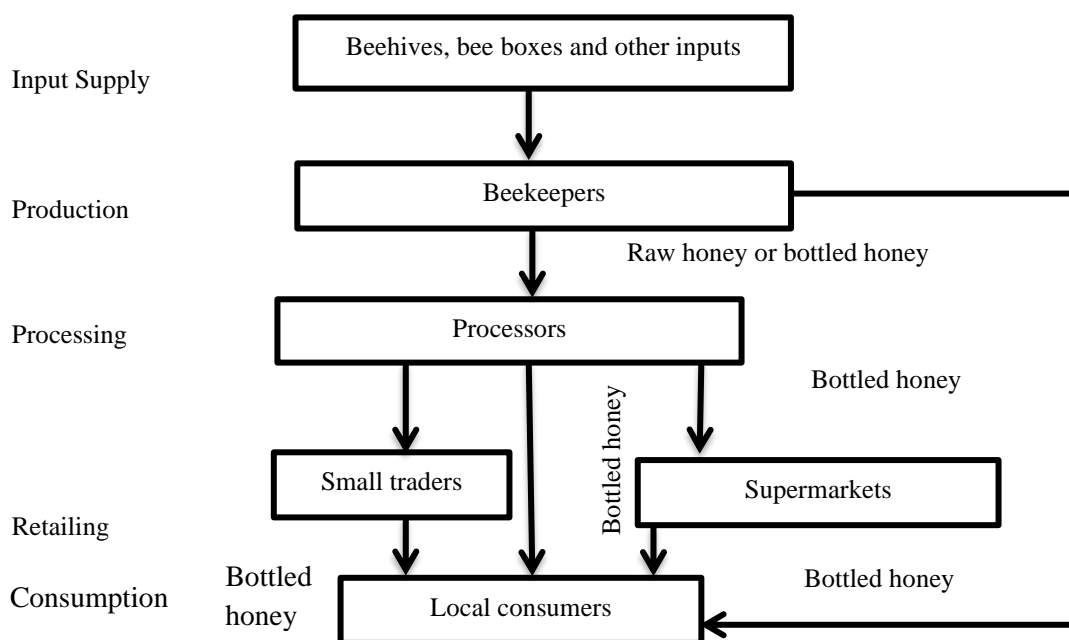 Beehives, bee boxes and other inputs
Input Supply
Beekeepers
Production
Raw honey or bottled honey
Processors
Processing
Bottled honey
Bottled honey
Small traders
Supermarkets
Retailing
Bottled
honey
Bottled honey
Consumption
Local consumers